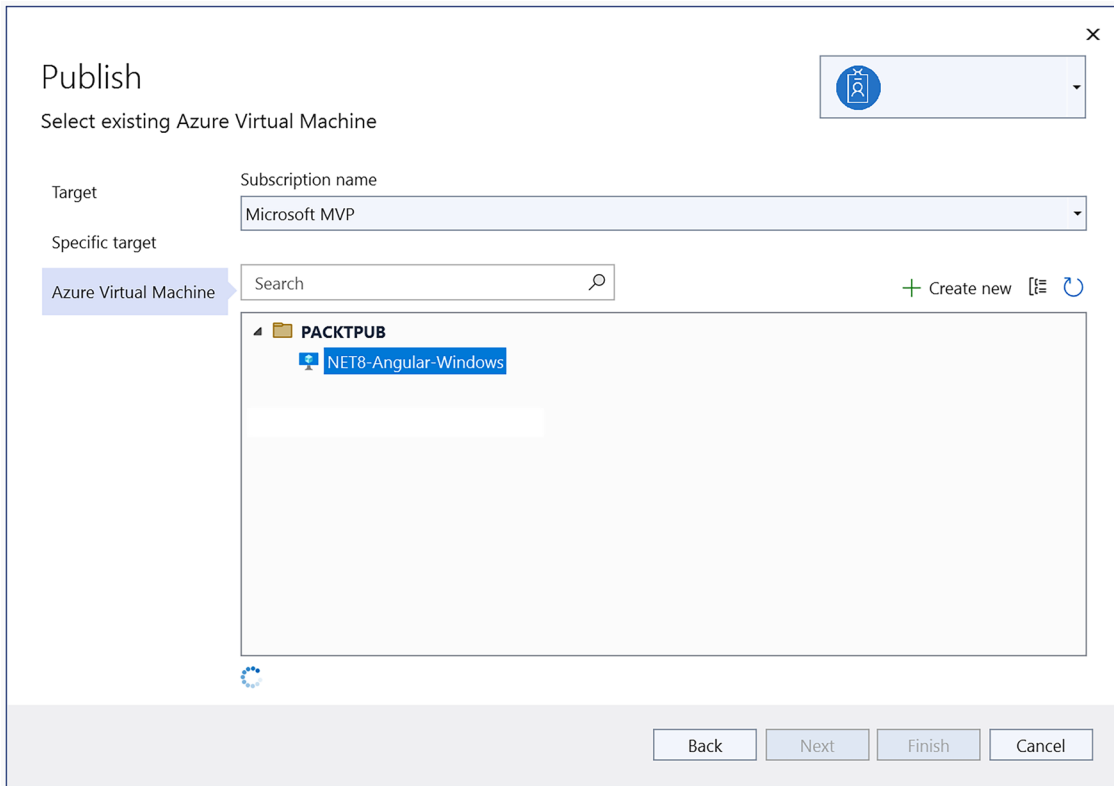 Publish
Select existing Azure Virtual Machine
Target
Specific target
Azure Virtual Machine
Subscription name
Microsoft MVP
Search
Create new
PACKTPUB
NET8-Angular-Windows
Back
Next
Finish
Cancel